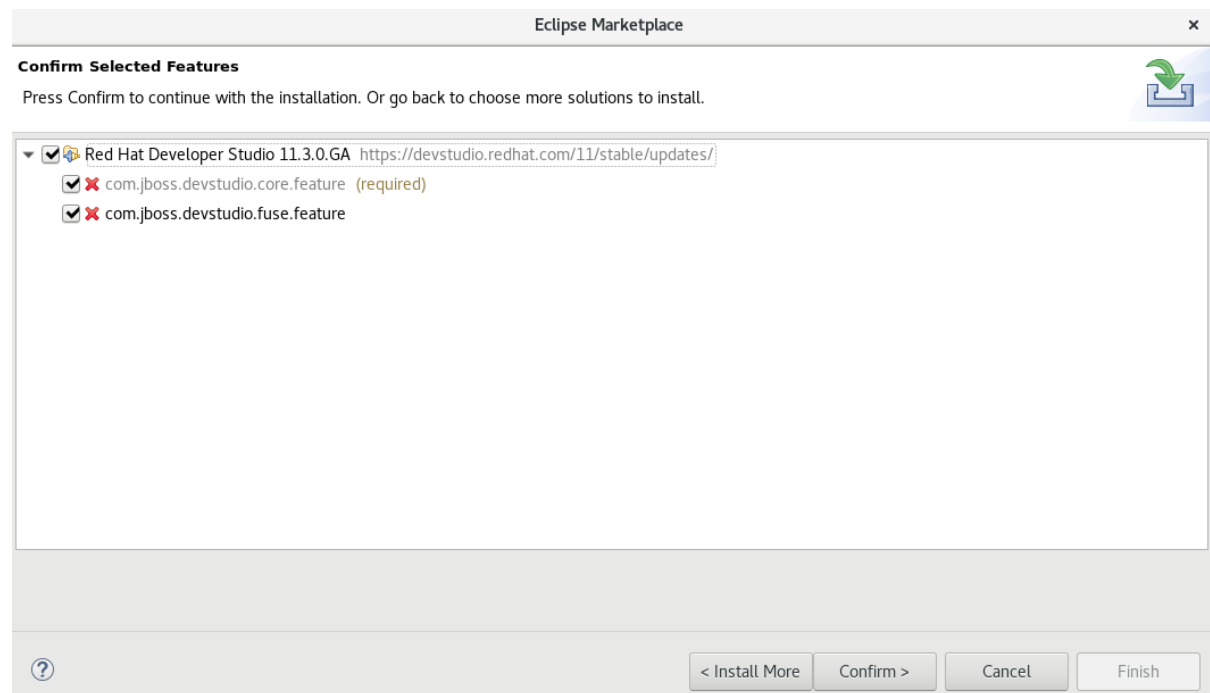 Eclipse Marketplace ×
Confirm Selected Features
Press Confirm to continue with the installation. Or go back to choose more solutions to install.
Red Hat Developer Studio 11.3.0.GA https://devstudio.redhat.com/11/stable/updates/
com.jboss.devstudio.core.feature (required)
com.jboss.devstudio.fuse.feature
? < Install More Confirm > Cancel Finish